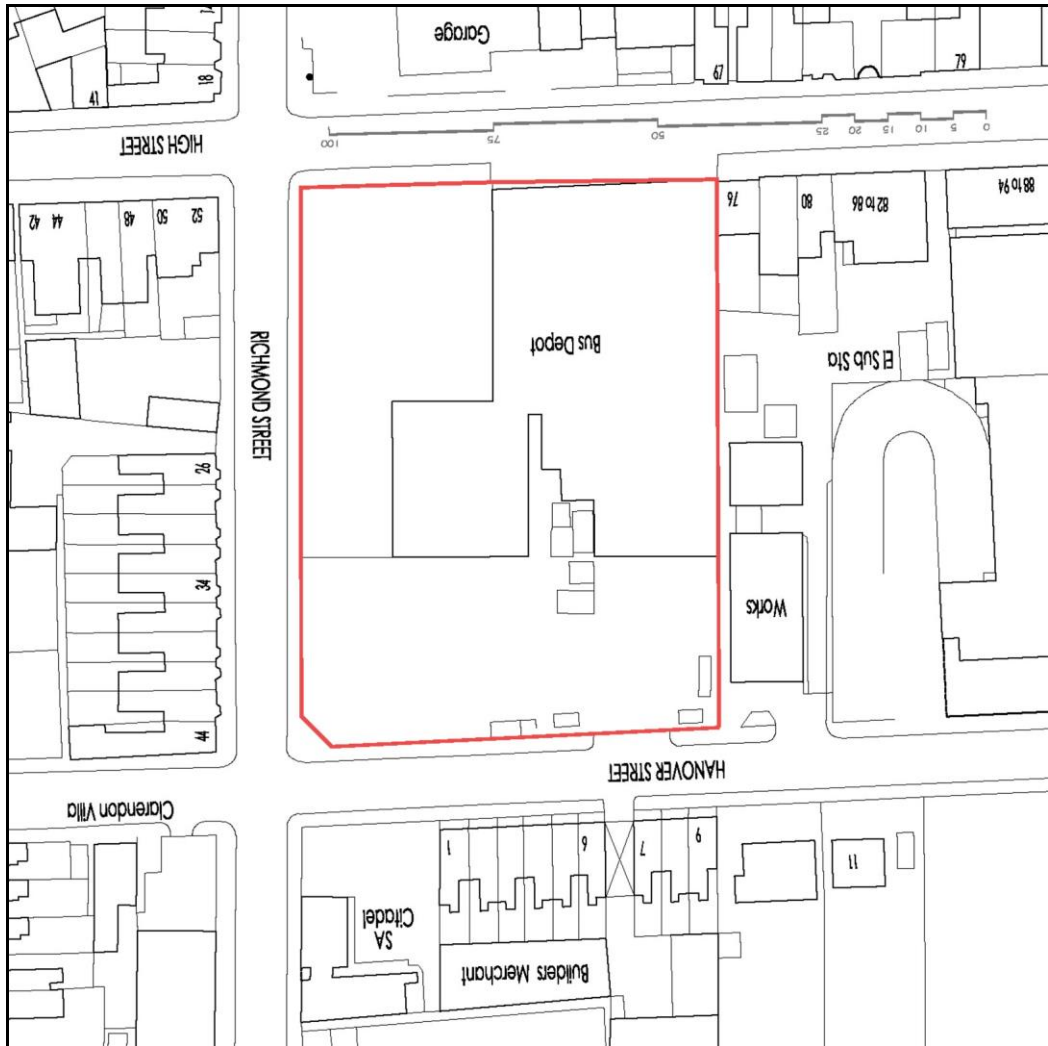 Builders Merchant
SA
Citadel
11
9
7
6
1
HANOVER STREET
Clarendon Villa
44
Works
34
26
El Sub Sta
Bus Depot
RICHMOND STREET
88 to 94
82 to 86
80
76
52
50
48
44
42
HIGH STREET
0
5
10
15
20
25
50
75
100
79
67
Garage
18
41